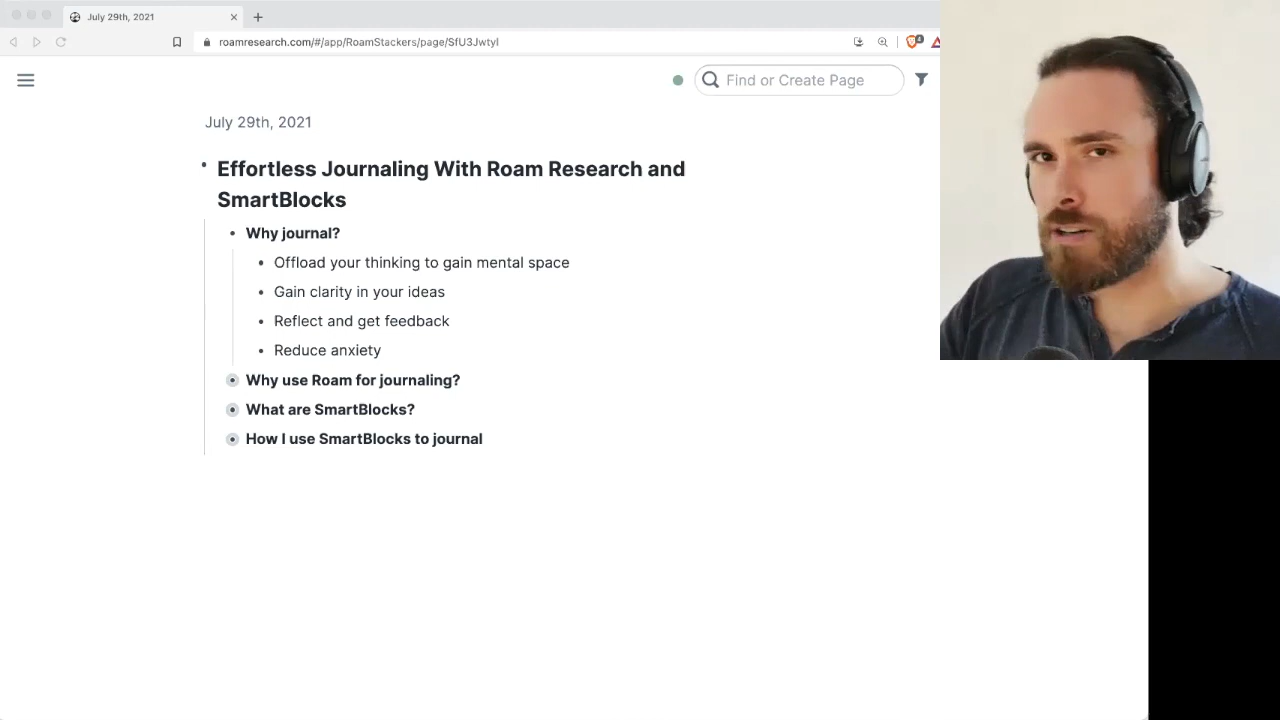 July 29th, 2021
roamresearch.com/#/app/RoamStackers/page/SfU3Jwtyl
Find or Create Page
July 29th, 2021
Effortless Journaling With Roam Research and
SmartBlocks
Why journal?
Offload your thinking to gain mental space
Gain clarity in your ideas
Reflect and get feedback
Reduce anxiety
Why use Roam for journaling?
What are SmartBlocks?
How I use SmartBlocks to journal